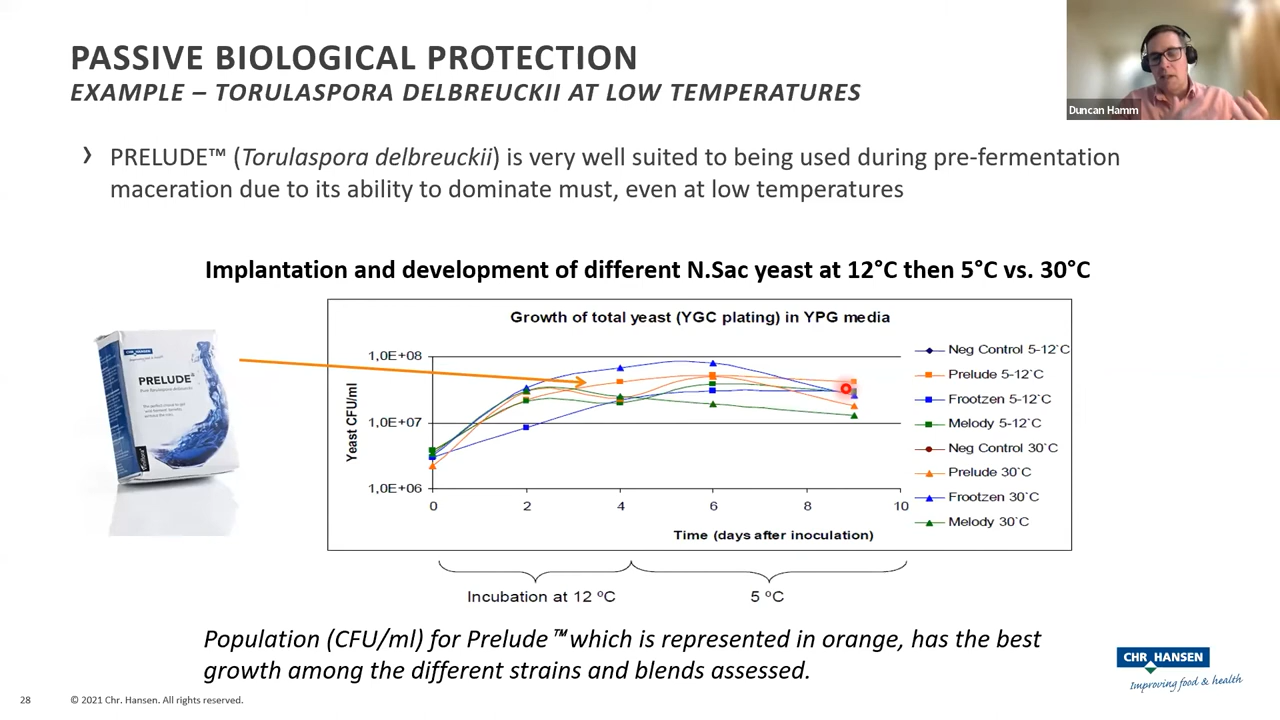 PASSIVE BIOLOGICAL PROTECTION
EXAMPLE – TORULASPORA DELBREUCKII AT LOW TEMPERATURES
Duncan Hamm
› PRELUDE™ (Torulaspora delbreuckii) is very well suited to being used during pre-fermentation
maceration due to its ability to dominate must, even at low temperatures
Implantation and development of different N.Sac yeast at 12°C then 5°C vs. 30°C
CHR HANSEN
PRELUDE
Growth of total yeast (YGC plating) in YPG media
Yeast CFU/ml
1,0E+08
1,0E+07
1,0E+06
0 2 4 6 8 10
Time (days after inoculation)
Neg Control 5-12`C
Prelude 5-12`C
Frootzen 5-12`C
Melody 5-12`C
Neg Control 30`C
Prelude 30`C
Frootzen 30`C
Melody 30`C
Incubation at 12 ºC
5 ºC
Population (CFU/ml) for Prelude™ which is represented in orange, has the best
growth among the different strains and blends assessed.
CHR HANSEN
Improving food & health
28
© 2021 Chr. Hansen. All rights reserved.